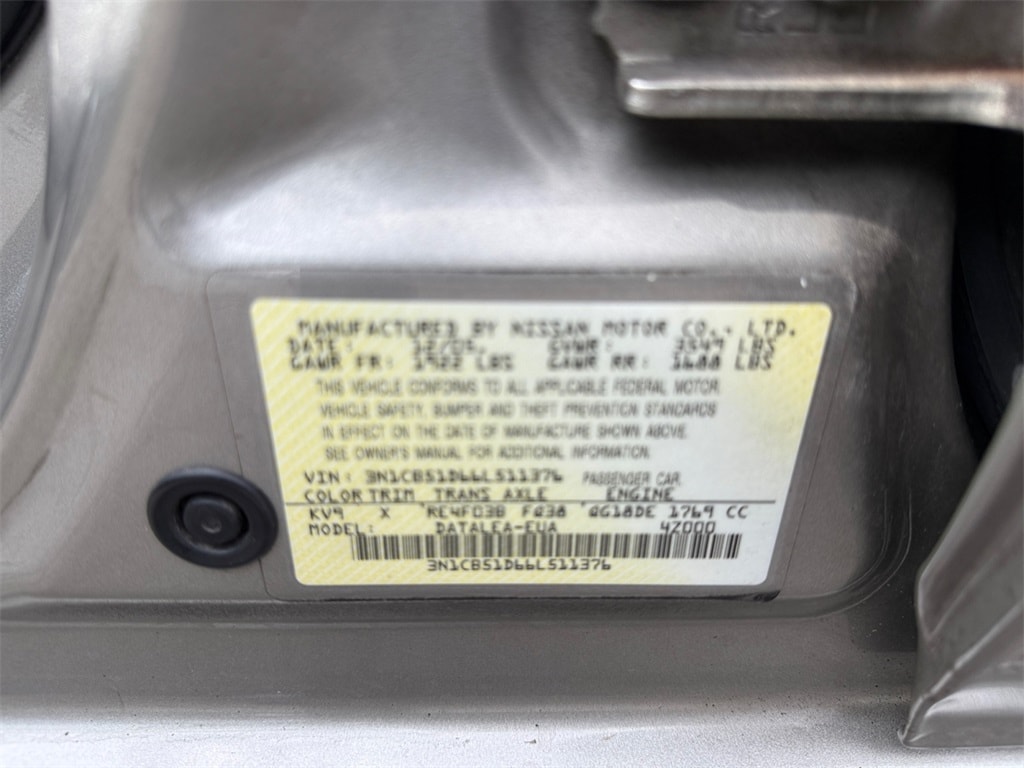 MANUFACTURED BY NISSAN MOTOR CO., LTD.
DATE: 12/05 GVWR: 3549 LBS
GAWR FR: 1922 LBS GAWR RR: 1688 LBS
THIS VEHICLE CONFORMS TO ALL APPLICABLE FEDERAL MOTOR
VEHICLE SAFETY, BUMPER AND THEFT PREVENTION STANDARDS
IN EFFECT ON THE DATE OF MANUFACTURE SHOWN ABOVE.
SEE OWNER'S MANUAL FOR ADDITIONAL INFORMATION.
VIN: 3N1CB51D66L511376 PASSENGER CAR
COLOR TRIM TRANS AXLE ENGINE
KV9 X RE4F03B FQ38 QG18DE 1769 CC
MODEL: DATALEA-EUA 4Z000
3N1CB51D66L511376